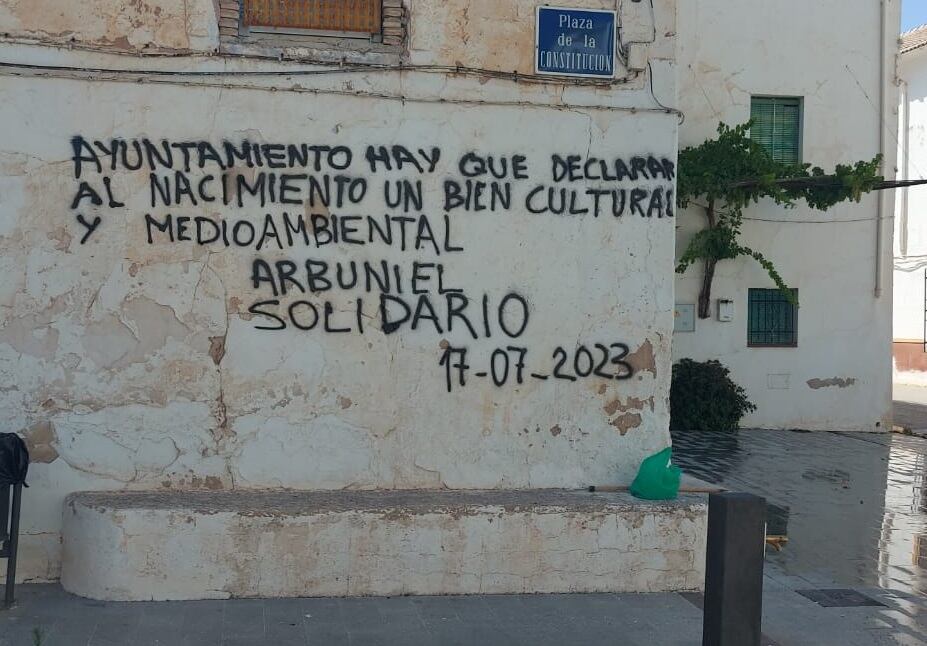 Plaza
de la
CONSTITUCION
AYUNTAMIENTO HAY QUE DECLARAR
AL NACIMIENTO UN BIEN CULTURAL
Y MEDIOAMBIENTAL
ARBUNIEL
SOLIDARIO
17-07-2023